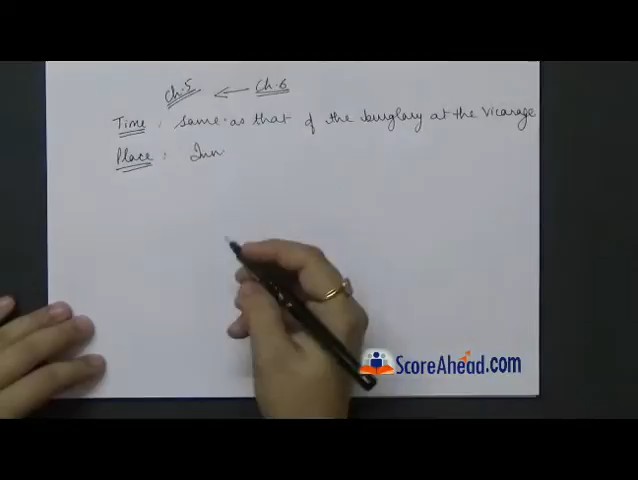 Ch.5 ← Ch.6
Time : same as that of the burglary at the Vicarage
Place : Inn
ScoreAhead.com